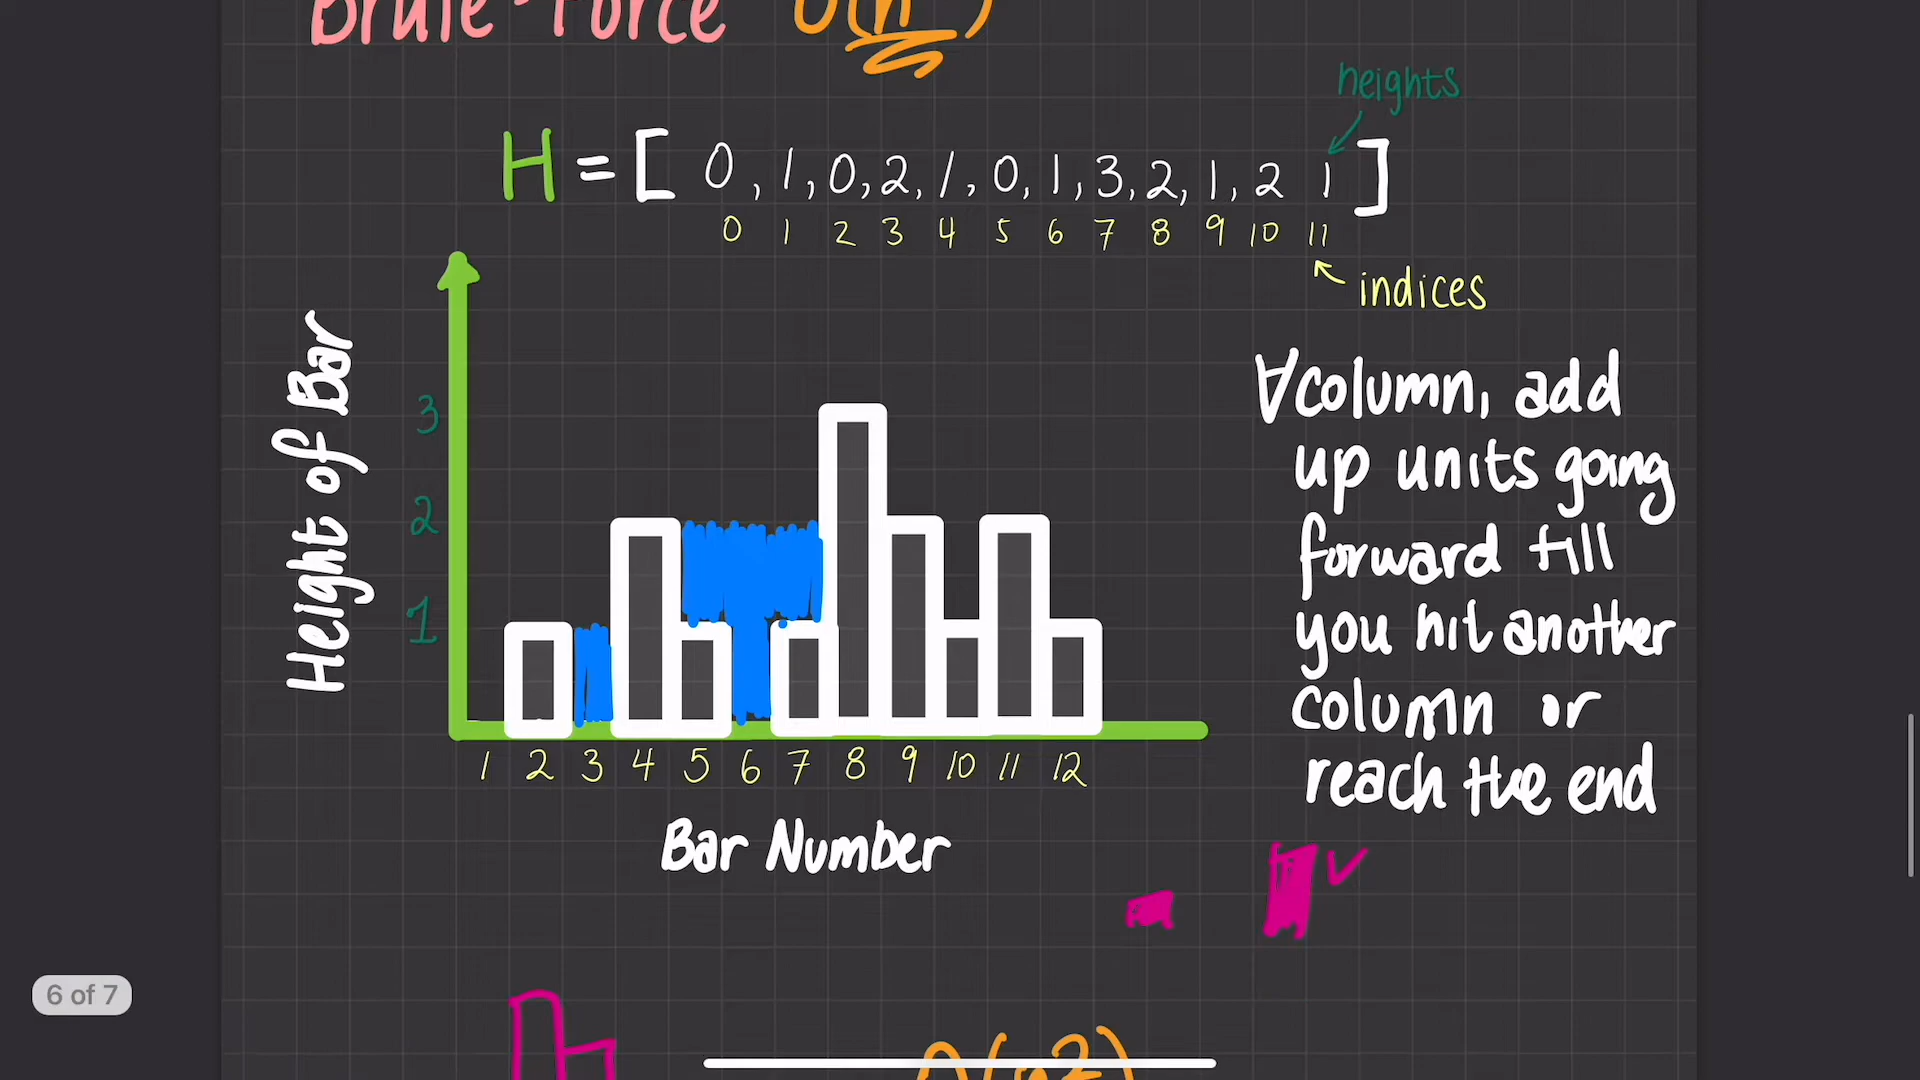 Brute-Force O(n )
heights
H = [ 0, 1, 0, 2, 1, 0, 1, 3, 2, 1, 2 1 ]
0 1 2 3 4 5 6 7 8 9 10 11
indices
Height of Bar
3
2
1
1 2 3 4 5 6 7 8 9 10 11 12
Bar Number
∀column, add
up units going
forward till
you hit another
column or
reach the end
6 of 7
O(n2)